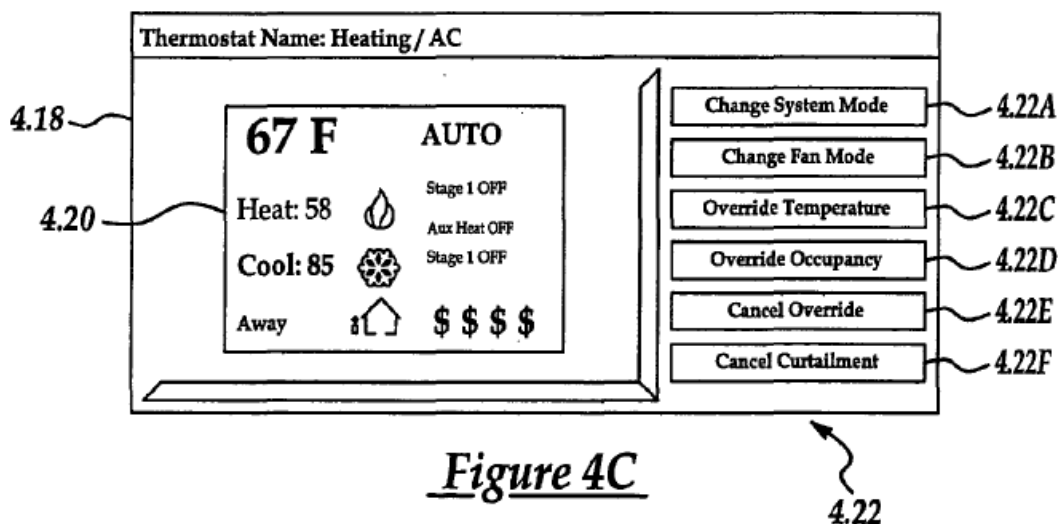 Thermostat Name: Heating / AC
4.18
67 F
AUTO
4.20
Heat: 58
Stage 1 OFF
Aux Heat OFF
Cool: 85
Stage 1 OFF
Away
$ $ $ $
Change System Mode
4.22A
Change Fan Mode
4.22B
Override Temperature
4.22C
Override Occupancy
4.22D
Cancel Override
4.22E
Cancel Curtailment
4.22F
Figure 4C
4.22